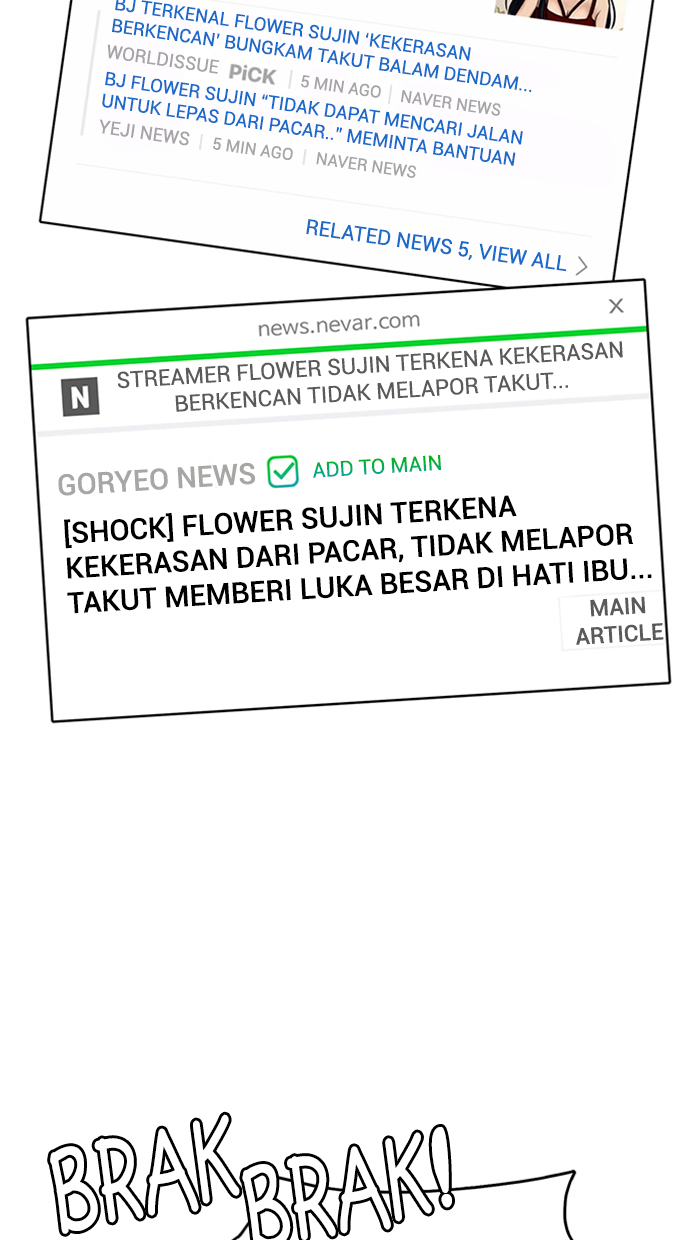 BJ TERKENAL FLOWER SUJIN ‘KEKERASAN
BERKENCAN’ BUNGKAM TAKUT BALAM DENDAM...
WORLDISSUE PiCK | 5 MIN AGO | NAVER NEWS
BJ FLOWER SUJIN “TIDAK DAPAT MENCARI JALAN
UNTUK LEPAS DARI PACAR..” MEMINTA BANTUAN
YEJI NEWS | 5 MIN AGO | NAVER NEWS
RELATED NEWS 5, VIEW ALL >
news.nevar.com X
N STREAMER FLOWER SUJIN TERKENA KEKERASAN
BERKENCAN TIDAK MELAPOR TAKUT...
GORYEO NEWS ADD TO MAIN
[SHOCK] FLOWER SUJIN TERKENA
KEKERASAN DARI PACAR, TIDAK MELAPOR
TAKUT MEMBERI LUKA BESAR DI HATI IBU...
MAIN
ARTICLE
BRAK
BRAK!